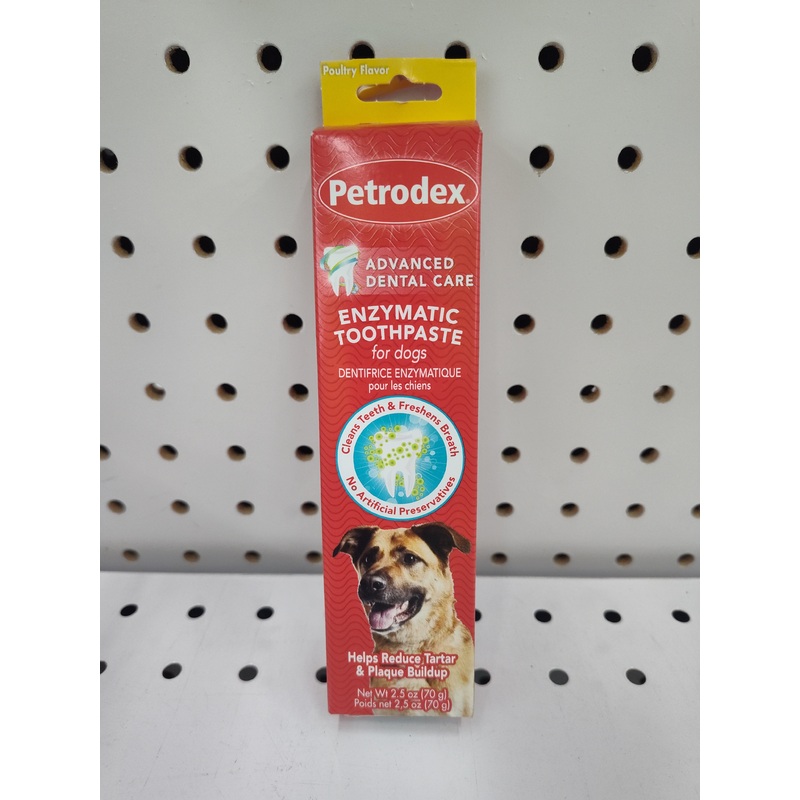 Poultry Flavor
Petrodex®
ADVANCED
DENTAL CARE
ENZYMATIC
TOOTHPASTE
for dogs
DENTIFRICE ENZYMATIQUE
pour les chiens
Cleans Teeth & Freshens Breath
No Artificial Preservatives
Helps Reduce Tartar
& Plaque Buildup
Net Wt 2.5 oz (70 g)
Poids net 2,5 oz (70 g)